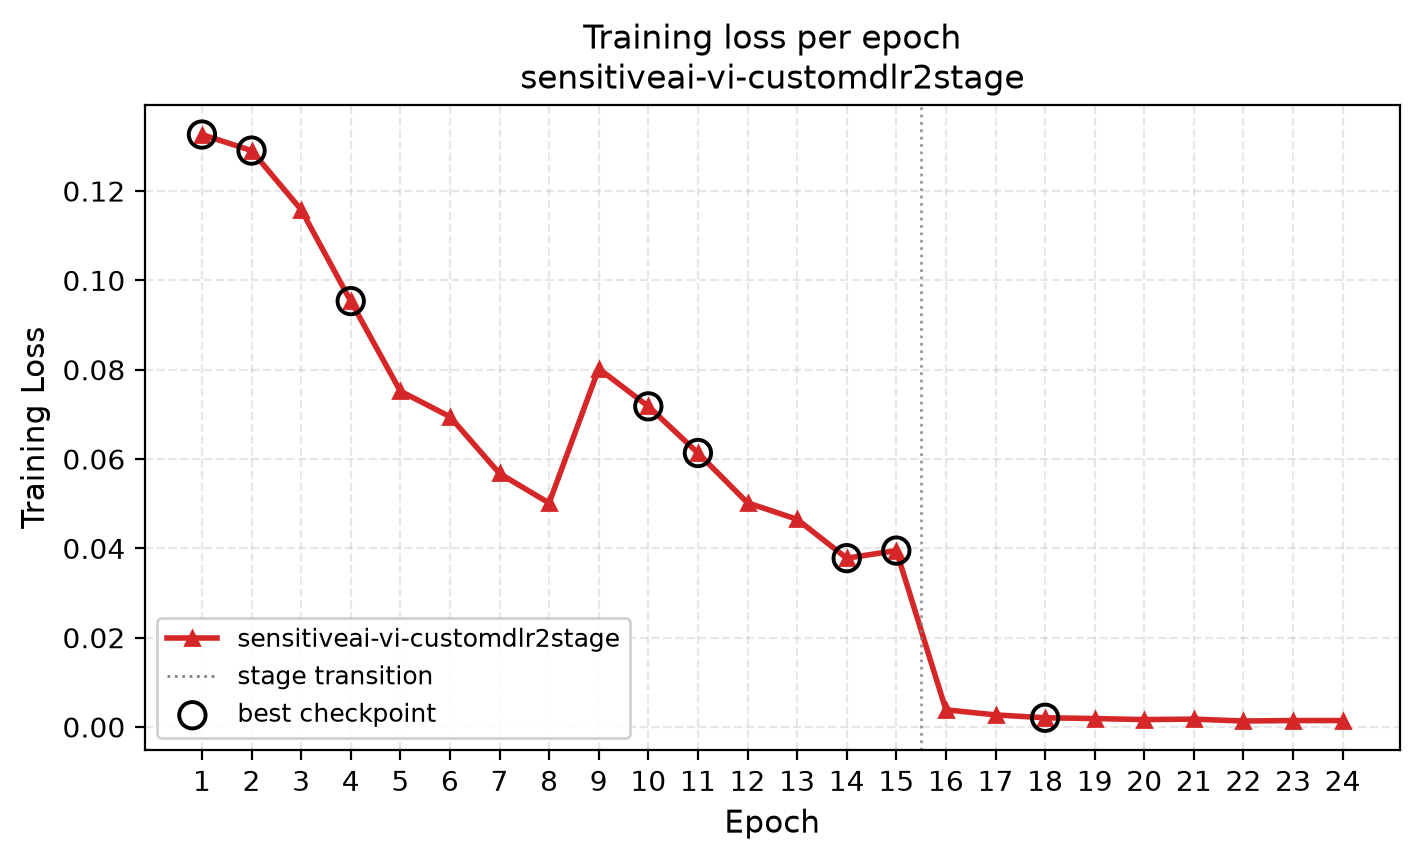 Training loss per epoch
sensitiveai-vi-customdlr2stage
Training Loss
0.12
0.10
0.08
0.06
0.04
0.02
0.00
sensitiveai-vi-customdlr2stage
stage transition
best checkpoint
1 2 3 4 5 6 7 8 9 10 11 12 13 14 15 16 17 18 19 20 21 22 23 24
Epoch